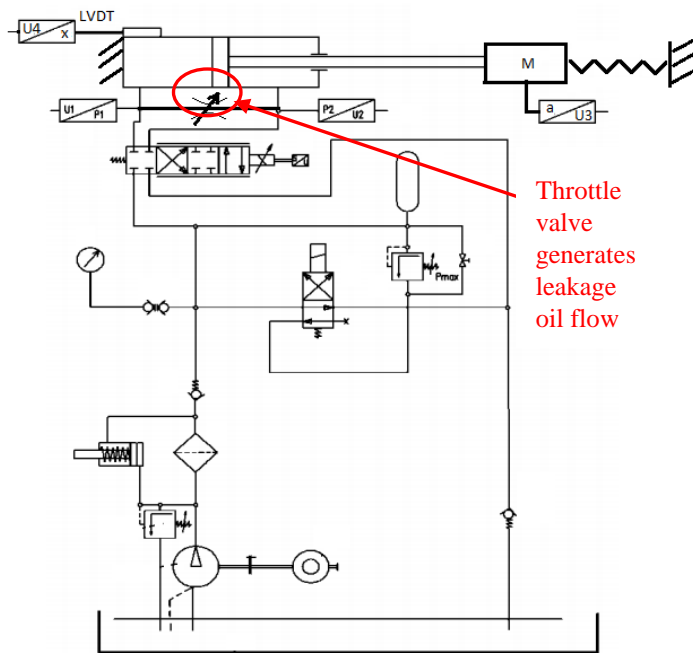 LVDT
U4
x
M
U1
P1
P2
U2
a
U3
Throttle
valve
generates
leakage
oil flow
Pmax